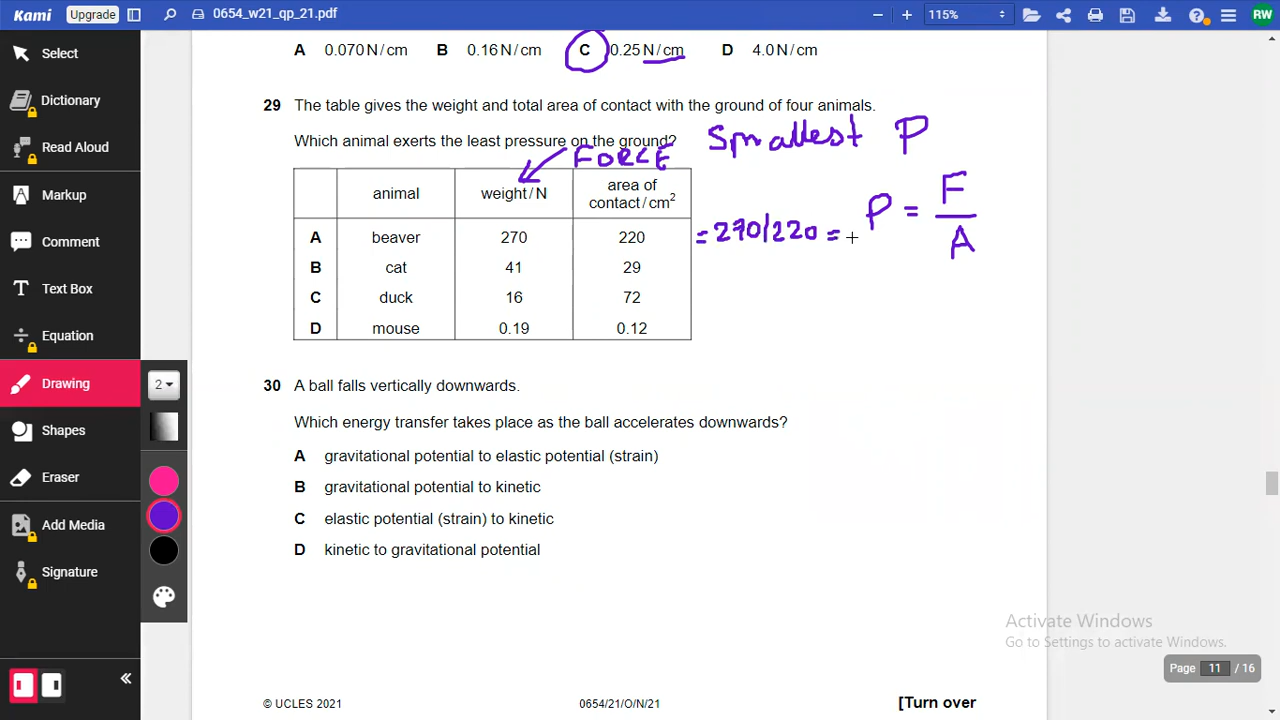 Kami Upgrade 0654_w21_qp_21.pdf 115% RW
Select
Dictionary
Read Aloud
Markup
Comment
Text Box
Equation
Drawing
Shapes
Eraser
Add Media
Signature
2
A 0.070 N / cm B 0.16 N / cm C 0.25 N / cm D 4.0 N / cm
29 The table gives the weight and total area of contact with the ground of four animals.
Which animal exerts the least pressure on the ground?
Smallest P
FORCE
animal weight / N area of contact / cm²
A beaver 270 220
B cat 41 29
C duck 16 72
D mouse 0.19 0.12
= 270/220 =
P = F / A
30 A ball falls vertically downwards.
Which energy transfer takes place as the ball accelerates downwards?
A gravitational potential to elastic potential (strain)
B gravitational potential to kinetic
C elastic potential (strain) to kinetic
D kinetic to gravitational potential
Activate Windows
Go to Settings to activate Windows.
Page 11 / 16
© UCLES 2021 0654/21/O/N/21 [Turn over